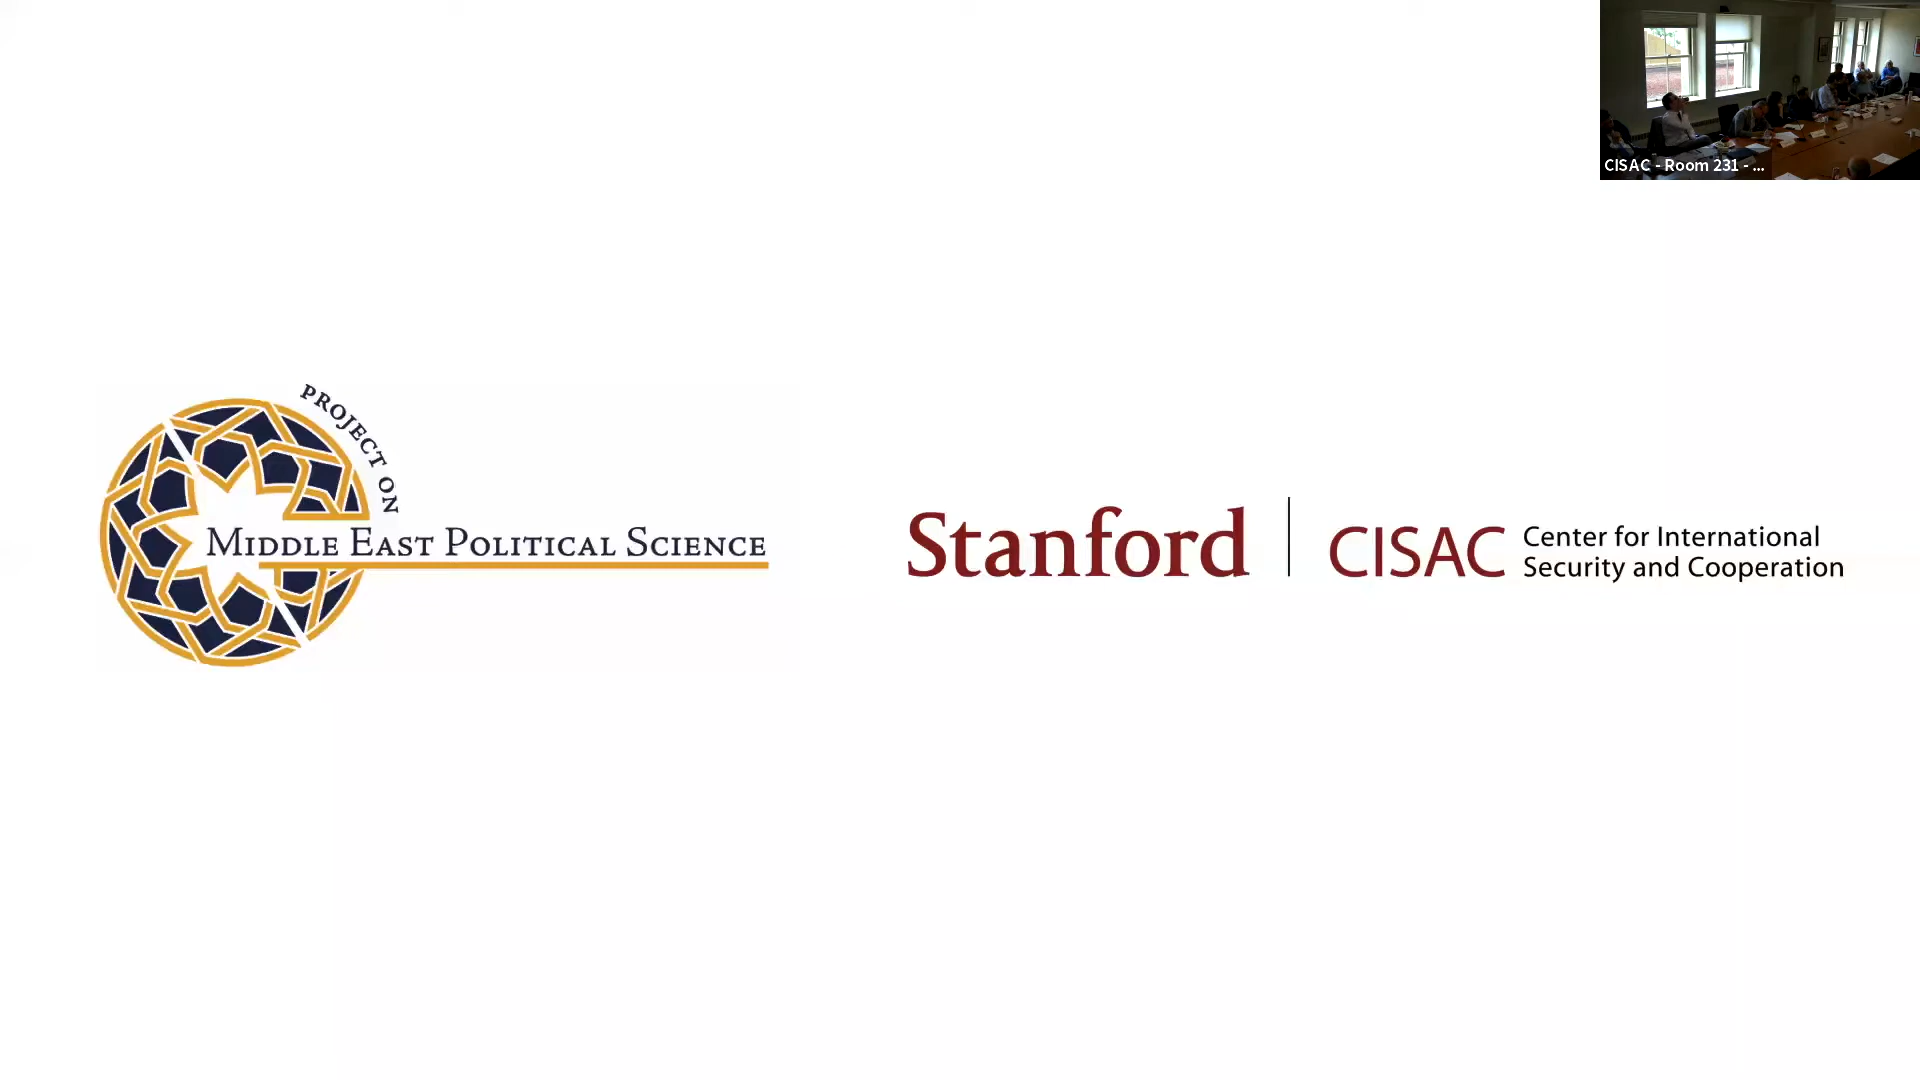 CISAC - Room 231 - ...
PROJECT ON
MIDDLE EAST POLITICAL SCIENCE
Stanford
CISAC
Center for International
Security and Cooperation